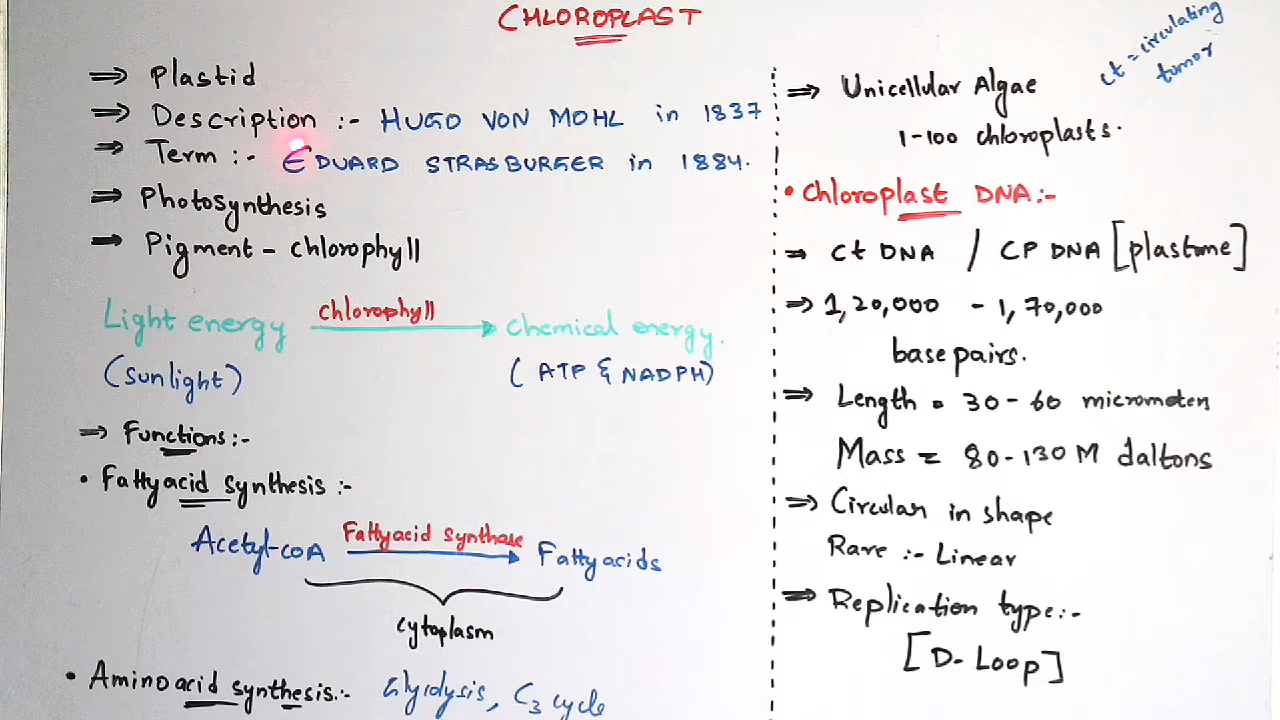 CHLOROPLAST
⇒ Plastid
⇒ Description :- HUGO VON MOHL in 1837
⇒ Term :- EDUARD STRASBURGER in 1884.
⇒ Photosynthesis
⇒ Pigment - chlorophyll
Light energy chlorophyll → chemical energy.
(sunlight) (ATP & NADPH)
⇒ Functions :-
• Fattyacid synthesis :-
Acetyl-coA Fattyacid synthase → Fattyacids
cytoplasm
• Aminoacid synthesis :- Glycolysis, C3 cycle
ct = circulating
tumor
⇒ Unicellular Algae
1-100 chloroplasts.
• Chloroplast DNA :-
⇒ Ct DNA / CP DNA [plastome]
⇒ 1,20,000 - 1,70,000
base pairs.
⇒ Length = 30-60 micrometers
Mass = 80-130 M daltons
⇒ Circular in shape
Rare :- Linear
⇒ Replication type :-
[D-Loop]